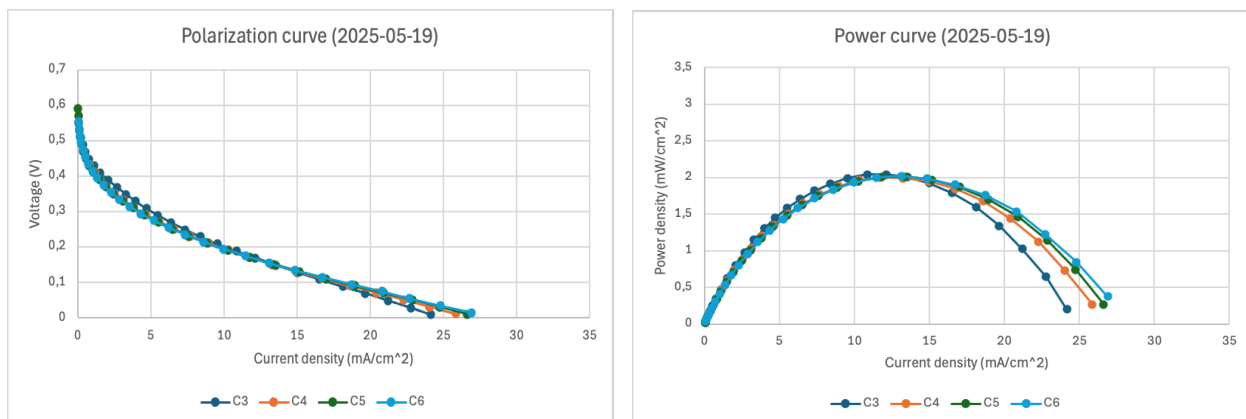 Polarization curve (2025-05-19)
Voltage (V)
0,7
0,6
0,5
0,4
0,3
0,2
0,1
0
0 5 10 15 20 25 30 35
Current density (mA/cm^2)
C3 C4 C5 C6
Power curve (2025-05-19)
Power density (mW/cm^2)
3,5
3
2,5
2
1,5
1
0,5
0
0 5 10 15 20 25 30 35
Current density (mA/cm^2)
C3 C4 C5 C6